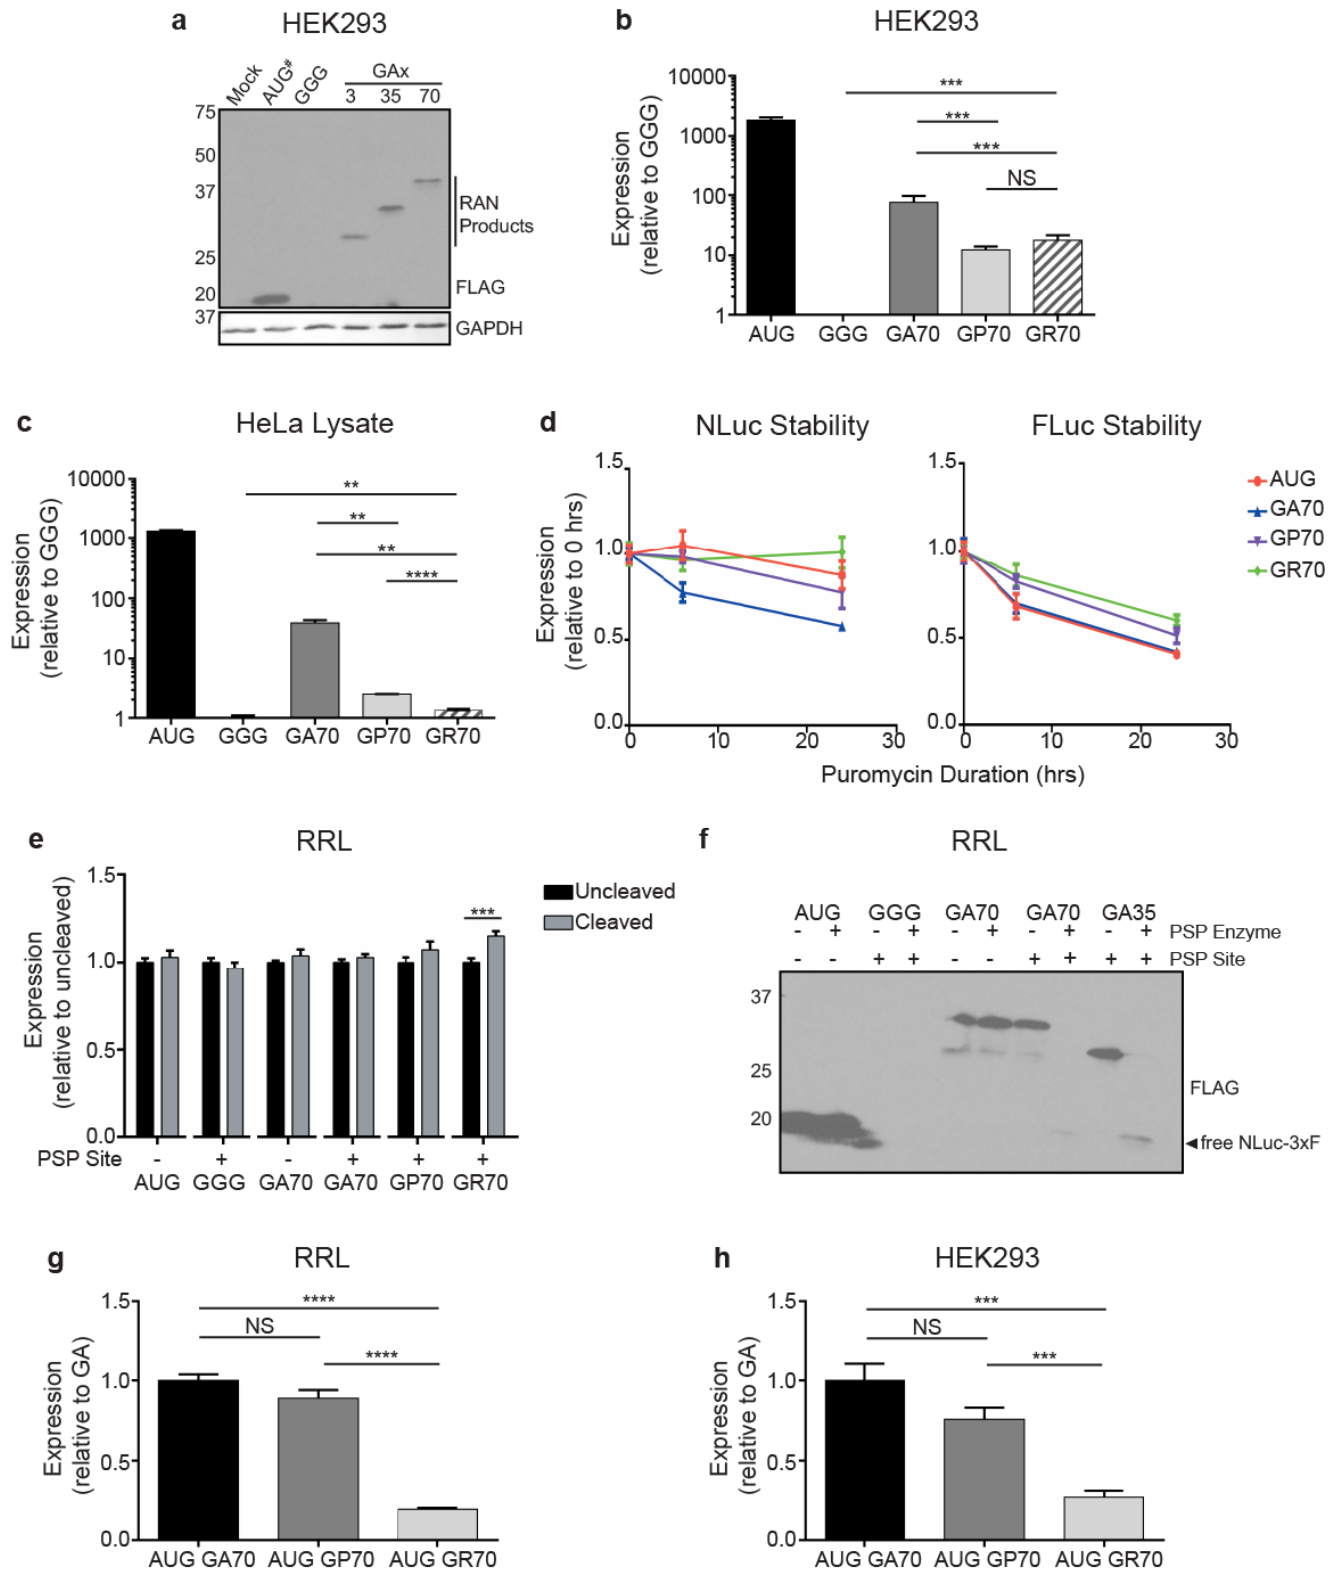 a HEK293
Mock AUG# GGG GAx
3 35 70
75
50
37
25
20
37
RAN
Products
FLAG
GAPDH
b HEK293
Expression
(relative to GGG)
10000
1000
100
10
1
***
***
***
NS
AUG GGG GA70 GP70 GR70
c HeLa Lysate
Expression
(relative to GGG)
10000
1000
100
10
1
**
**
**
****
AUG GGG GA70 GP70 GR70
d NLuc Stability FLuc Stability
Expression
(relative to 0 hrs)
1.5
1.0
0.5
0.0
0 10 20 30
1.5
1.0
0.5
0.0
0 10 20 30
Puromycin Duration (hrs)
AUG
GA70
GP70
GR70
e RRL
Expression
(relative to uncleaved)
1.5
1.0
0.5
0.0
***
Uncleaved
Cleaved
PSP Site - + - + + +
AUG GGG GA70 GA70 GP70 GR70
f RRL
AUG GGG GA70 GA70 GA35
- + - + - + - + - + PSP Enzyme
- - + + - - + + + + PSP Site
37
25
20
FLAG
free NLuc-3xF
g RRL
Expression
(relative to GA)
1.5
1.0
0.5
0.0
****
NS
****
AUG GA70 AUG GP70 AUG GR70
h HEK293
Expression
(relative to GA)
1.5
1.0
0.5
0.0
***
NS
***
AUG GA70 AUG GP70 AUG GR70